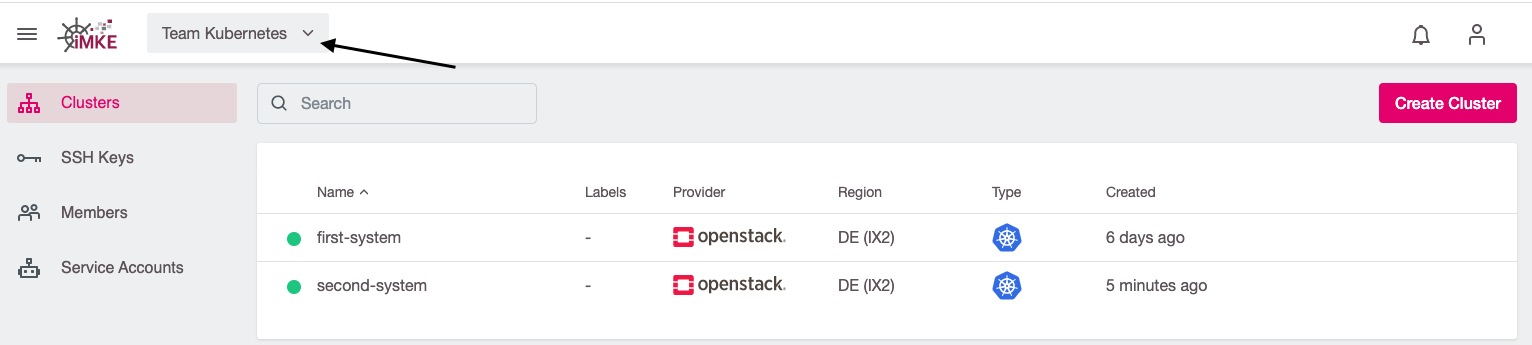 iMKE
Team Kubernetes
Clusters
Search
Create Cluster
SSH Keys
Members
Service Accounts
Name Labels Provider Region Type Created
first-system - openstack. DE (IX2) 6 days ago
second-system - openstack. DE (IX2) 5 minutes ago